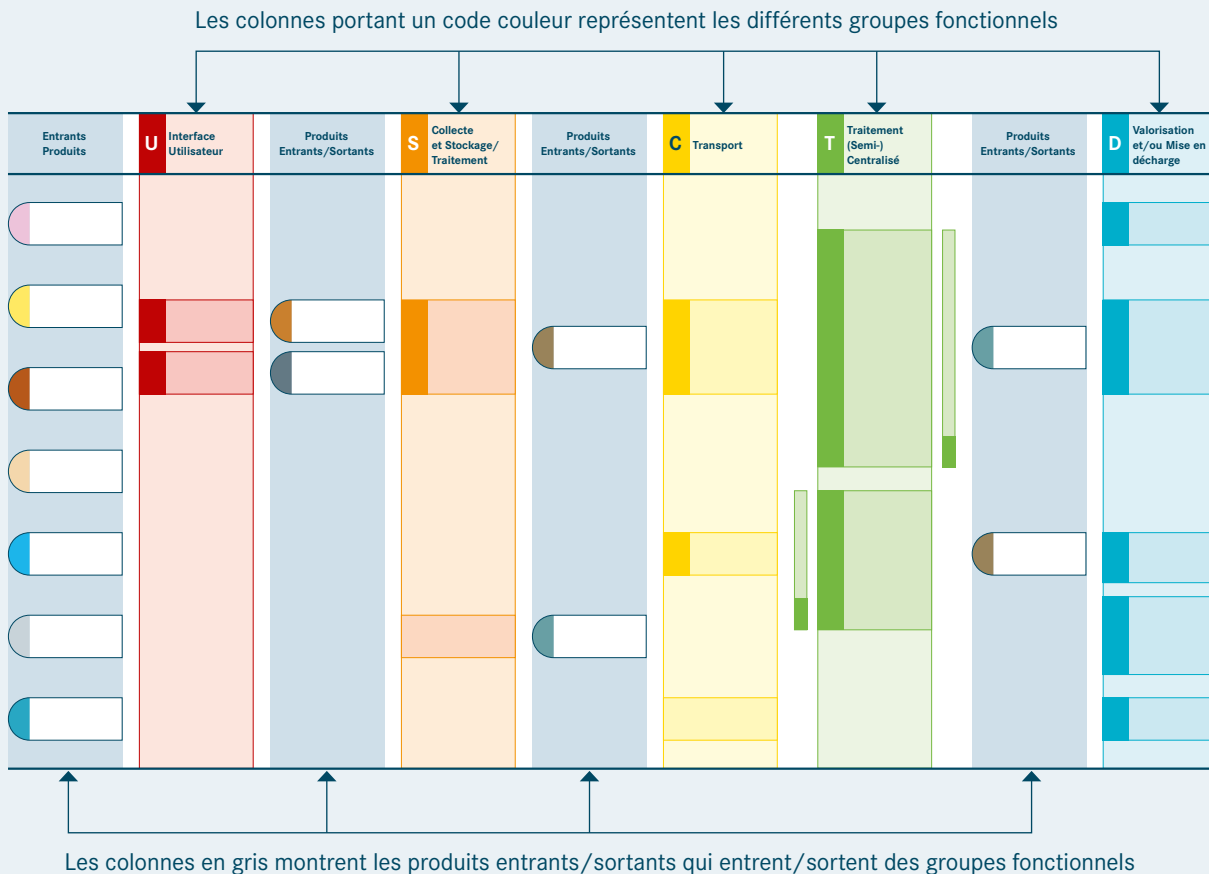 Les colonnes portant un code couleur représentent les différents groupes fonctionnels
Entrants
Produits
U
Interface
Utilisateur
Produits
Entrants/Sortants
S
Collecte
et Stockage/
Traitement
Produits
Entrants/Sortants
C
Transport
T
Traitement
(Semi-)
Centralisé
Produits
Entrants/Sortants
D
Valorisation
et/ou Mise en
décharge
Les colonnes en gris montrent les produits entrants/sortants qui entrent/sortent des groupes fonctionnels